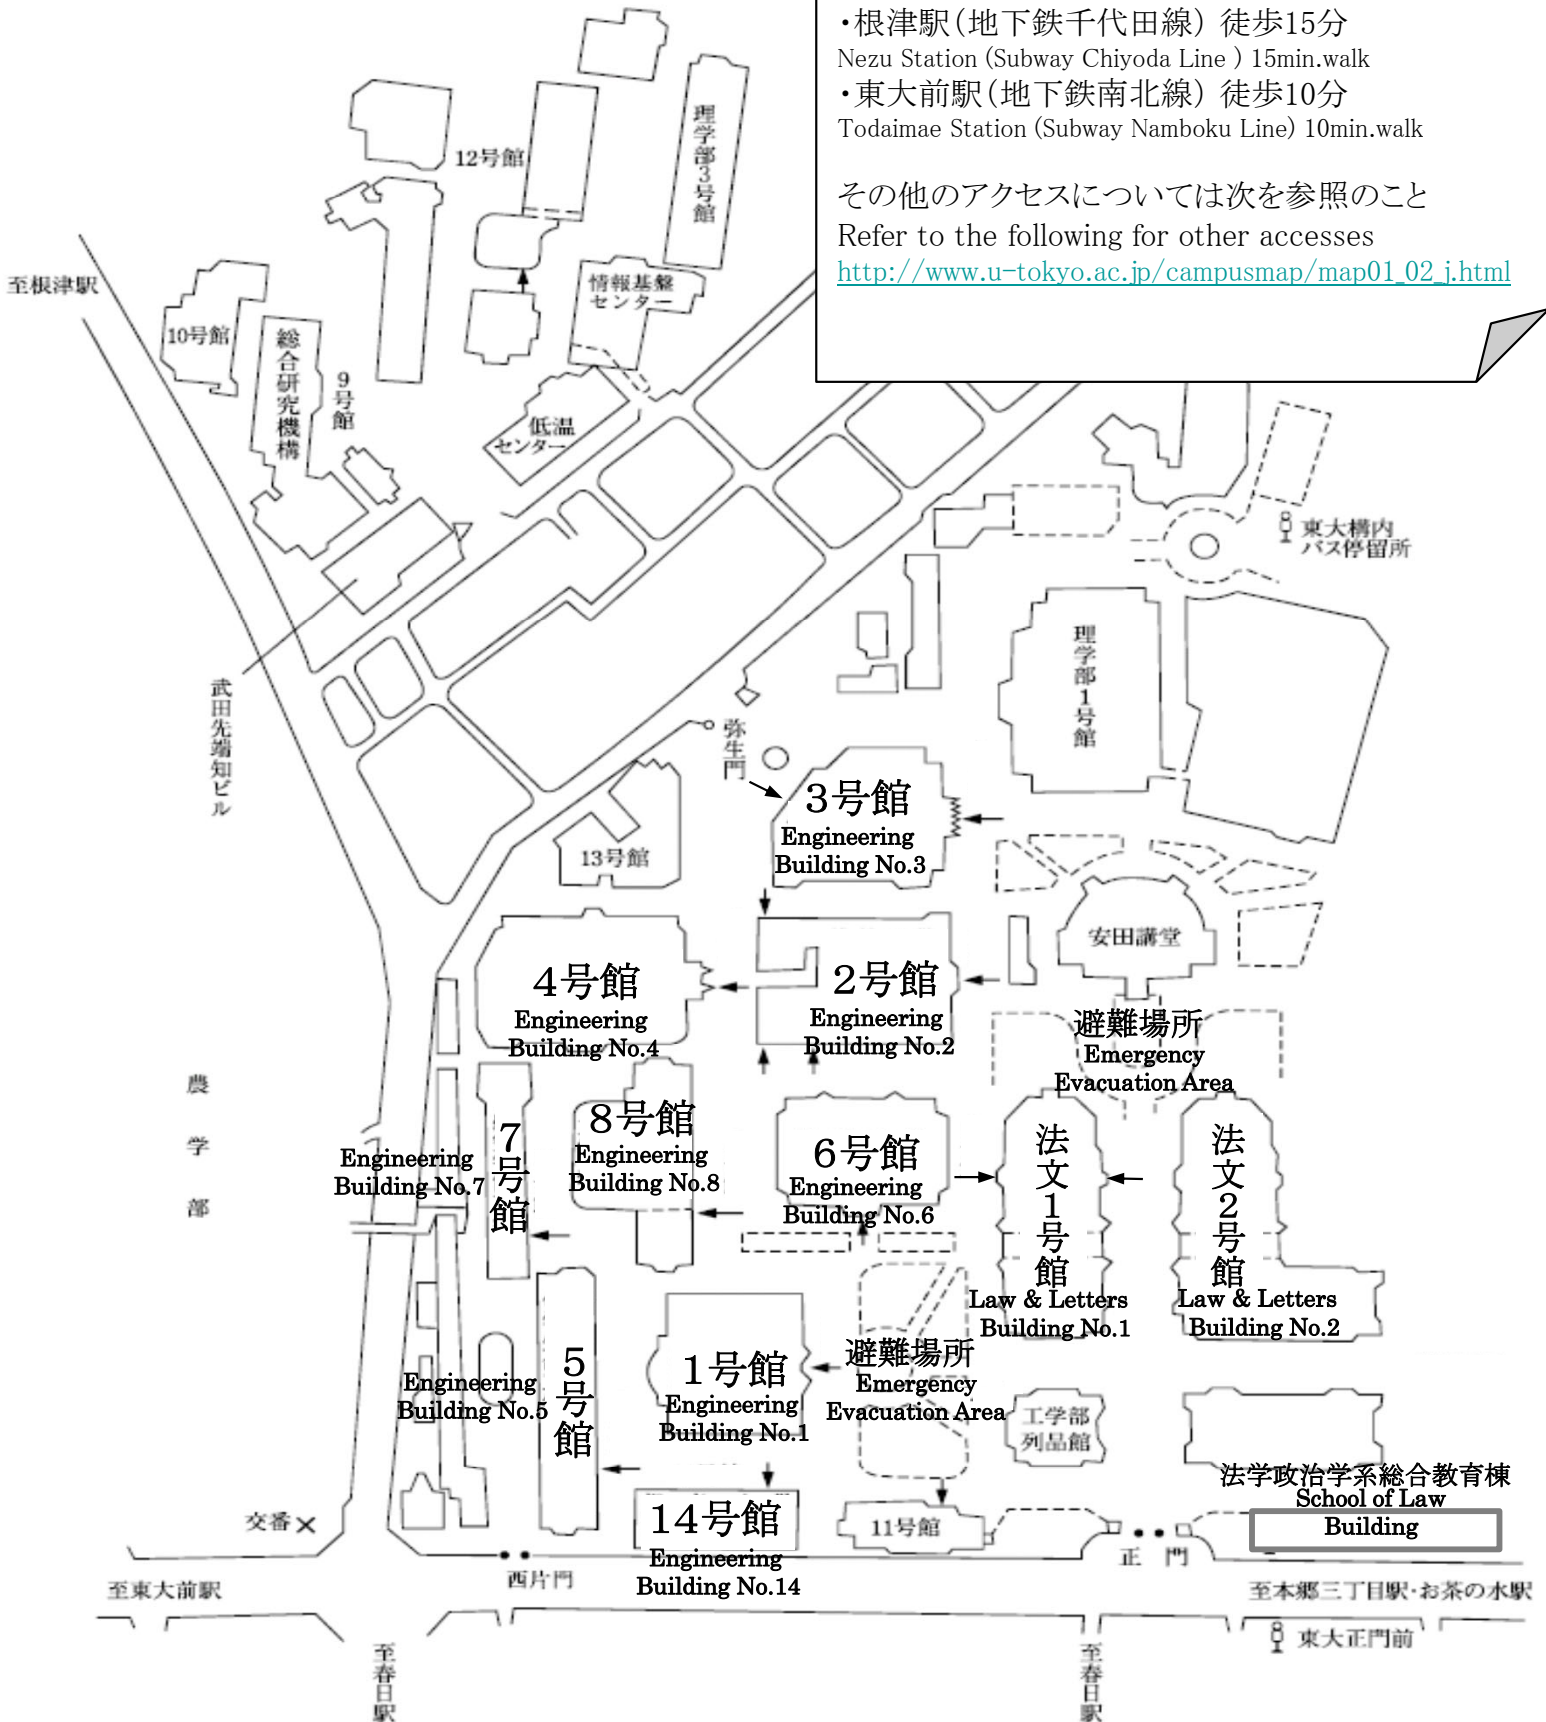 ・根津駅(地下鉄千代田線) 徒歩15分
Nezu Station (Subway Chiyoda Line ) 15min.walk
・東大前駅(地下鉄南北線) 徒歩10分
Todaimae Station (Subway Namboku Line) 10min.walk
その他のアクセスについては次を参照のこと
Refer to the following for other accesses
http://www.u-tokyo.ac.jp/campusmap/map01_02_j.html
理学部3号館
12号館
至根津駅
情報基盤
センター
10号館
総合研究機構
9号館
低温
センター
東大構内
バス停留所
理学部1号館
武田先端知ビル
弥生門
3号館
Engineering
Building No.3
13号館
安田講堂
4号館
Engineering
Building No.4
2号館
Engineering
Building No.2
避難場所
Emergency
Evacuation Area
農学部
7号館
Engineering
Building No.7
8号館
Engineering
Building No.8
6号館
Engineering
Building No.6
法文1号館
Law & Letters
Building No.1
法文2号館
Law & Letters
Building No.2
5号館
Engineering
Building No.5
1号館
Engineering
Building No.1
避難場所
Emergency
Evacuation Area
工学部
列品館
法学政治学系総合教育棟
School of Law
Building
交番
14号館
Engineering
Building No.14
11号館
正門
西片門
至東大前駅
至本郷三丁目駅・お茶の水駅
東大正門前
至春日駅
至春日駅